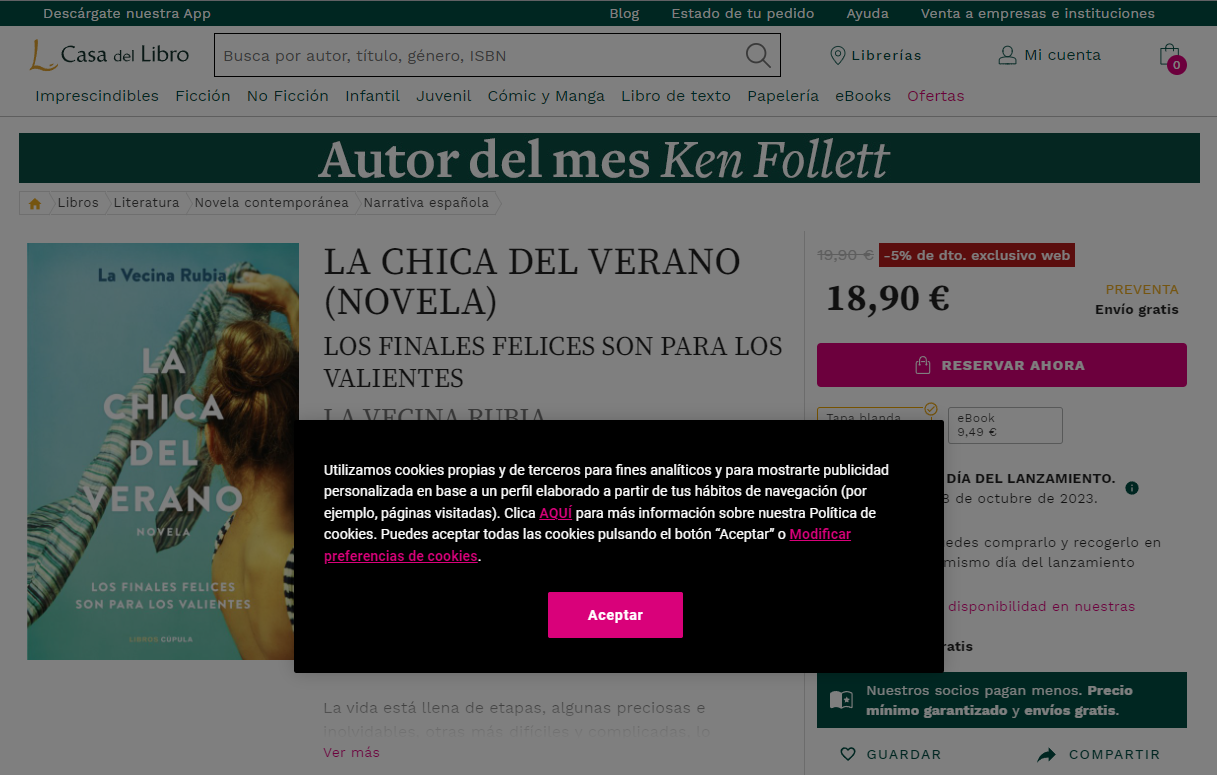 Descárgate nuestra App
Blog
Estado de tu pedido
Ayuda
Venta a empresas e instituciones
Casa del Libro
Busca por autor, título, género, ISBN
Librerías
Mi cuenta
0
Imprescindibles
Ficción
No Ficción
Infantil
Juvenil
Cómic y Manga
Libro de texto
Papelería
eBooks
Ofertas
Autor del mes Ken Follett
Libros
Literatura
Novela contemporánea
Narrativa española
La Vecina Rubia
LA
CHICA
DEL
VERANO
NOVELA
LOS FINALES FELICES
SON PARA LOS VALIENTES
LIBROS CÚPULA
LA CHICA DEL VERANO
(NOVELA)
LOS FINALES FELICES SON PARA LOS
VALIENTES
LA VECINA RUBIA
19,90 €
-5% de dto. exclusivo web
18,90 €
PREVENTA
Envío gratis
RESERVAR AHORA
Tapa blanda
eBook
9,49 €
DÍA DEL LANZAMIENTO.
de octubre de 2023.
comprarlo y recogerlo en
mismo día del lanzamiento
disponibilidad en nuestras
Utilizamos cookies propias y de terceros para fines analíticos y para mostrarte publicidad
personalizada en base a un perfil elaborado a partir de tus hábitos de navegación (por
ejemplo, páginas visitadas). Clica AQUÍ para más información sobre nuestra Política de
cookies. Puedes aceptar todas las cookies pulsando el botón “Aceptar” o Modificar
preferencias de cookies.
Aceptar
Nuestros socios pagan menos. Precio
mínimo garantizado y envíos gratis.
GUARDAR
COMPARTIR
La vida está llena de etapas, algunas preciosas e
inolvidables, otras más difíciles y complicadas, lo
Ver más